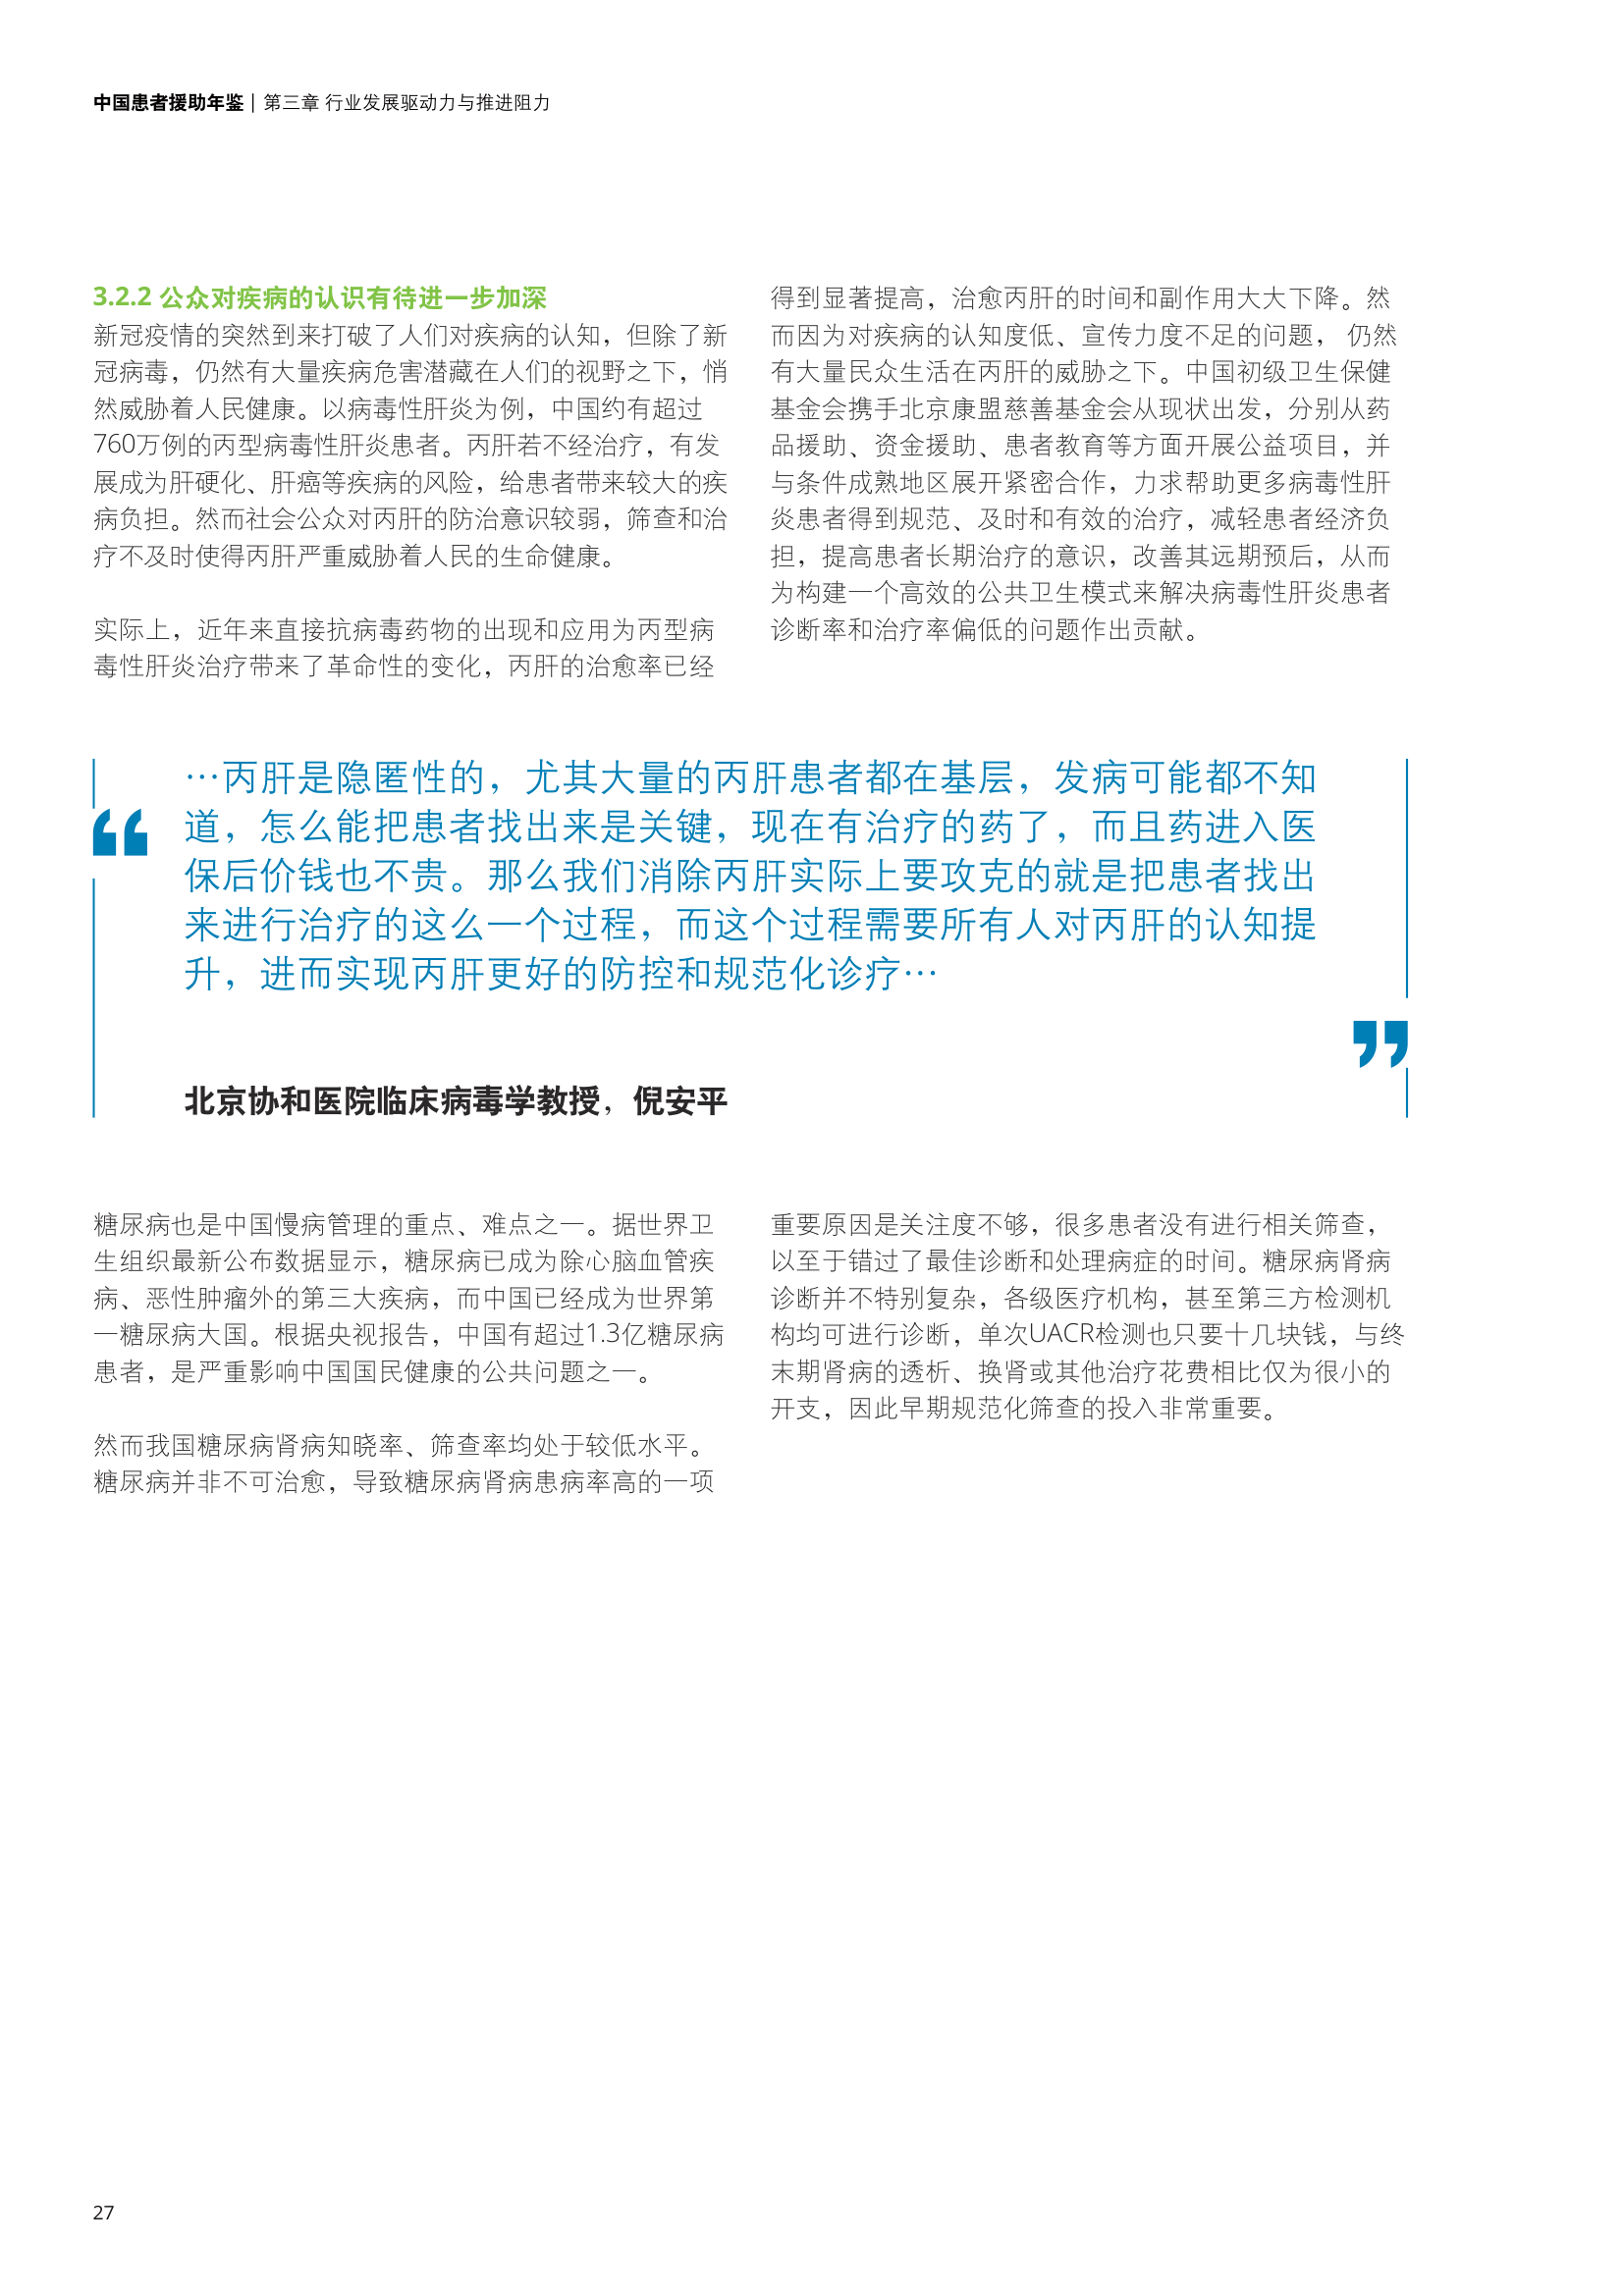 中国患者援助年鉴 | 第三章 行业发展驱动力与推进阻力
3.2.2 公众对疾病的认识有待进一步加深
新冠疫情的突然到来打破了人们对疾病的认知，但除了新
冠病毒，仍然有大量疾病危害潜藏在人们的视野之下，悄
然威胁着人民健康。以病毒性肝炎为例，中国约有超过
760万例的丙型病毒性肝炎患者。丙肝若不经治疗，有发
展成为肝硬化、肝癌等疾病的风险，给患者带来较大的疾
病负担。然而社会公众对丙肝的防治意识较弱，筛查和治
疗不及时使得丙肝严重威胁着人民的生命健康。
实际上，近年来直接抗病毒药物的出现和应用为丙型病
毒性肝炎治疗带来了革命性的变化，丙肝的治愈率已经
得到显著提高，治愈丙肝的时间和副作用大大下降。然
而因为对疾病的认知度低、宣传力度不足的问题， 仍然
有大量民众生活在丙肝的威胁之下。中国初级卫生保健
基金会携手北京康盟慈善基金会从现状出发，分别从药
品援助、资金援助、患者教育等方面开展公益项目，并
与条件成熟地区展开紧密合作，力求帮助更多病毒性肝
炎患者得到规范、及时和有效的治疗，减轻患者经济负
担，提高患者长期治疗的意识，改善其远期预后，从而
为构建一个高效的公共卫生模式来解决病毒性肝炎患者
诊断率和治疗率偏低的问题作出贡献。
“
…丙肝是隐匿性的，尤其大量的丙肝患者都在基层，发病可能都不知
道，怎么能把患者找出来是关键，现在有治疗的药了，而且药进入医
保后价钱也不贵。那么我们消除丙肝实际上要攻克的就是把患者找出
来进行治疗的这么一个过程，而这个过程需要所有人对丙肝的认知提
升，进而实现丙肝更好的防控和规范化诊疗…
”
北京协和医院临床病毒学教授，倪安平
糖尿病也是中国慢病管理的重点、难点之一。据世界卫
生组织最新公布数据显示，糖尿病已成为除心脑血管疾
病、恶性肿瘤外的第三大疾病，而中国已经成为世界第
一糖尿病大国。根据央视报告，中国有超过1.3亿糖尿病
患者，是严重影响中国国民健康的公共问题之一。
然而我国糖尿病肾病知晓率、筛查率均处于较低水平。
糖尿病并非不可治愈，导致糖尿病肾病患病率高的一项
重要原因是关注度不够，很多患者没有进行相关筛查，
以至于错过了最佳诊断和处理病症的时间。糖尿病肾病
诊断并不特别复杂，各级医疗机构，甚至第三方检测机
构均可进行诊断，单次UACR检测也只要十几块钱，与终
末期肾病的透析、换肾或其他治疗花费相比仅为很小的
开支，因此早期规范化筛查的投入非常重要。
27